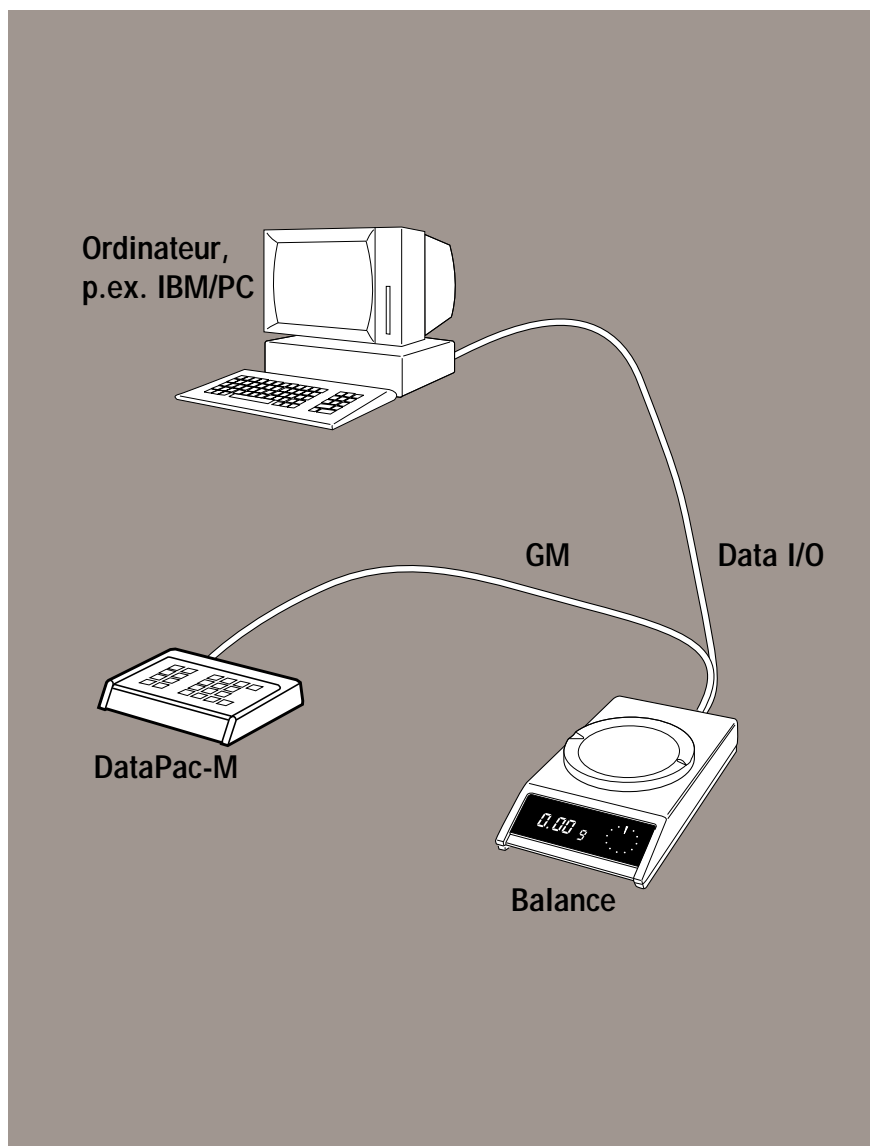 Ordinateur,
p.ex. IBM/PC
GM
Data I/O
DataPac-M
0.00 g
Balance